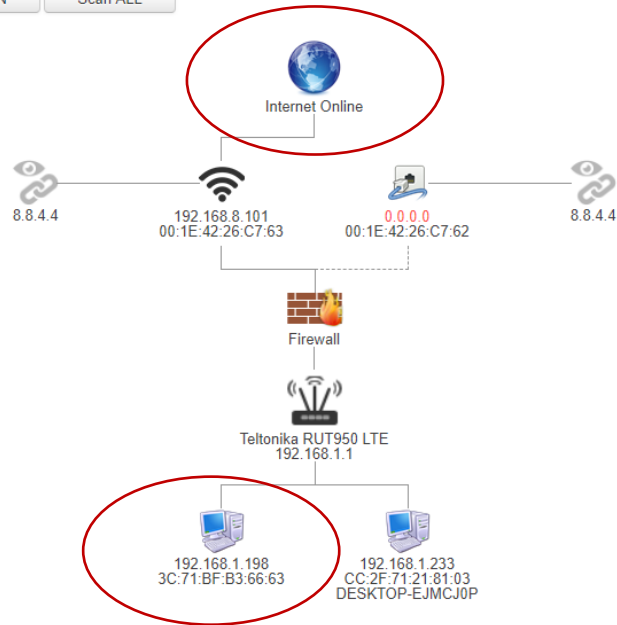 Scan ALL
Internet Online
8.8.4.4
192.168.8.101
00:1E:42:26:C7:63
0.0.0.0
00:1E:42:26:C7:62
8.8.4.4
Firewall
Teltonika RUT950 LTE
192.168.1.1
192.168.1.198
3C:71:BF:B3:66:63
192.168.1.233
CC:2F:71:21:81:03
DESKTOP-EJMCJ0P